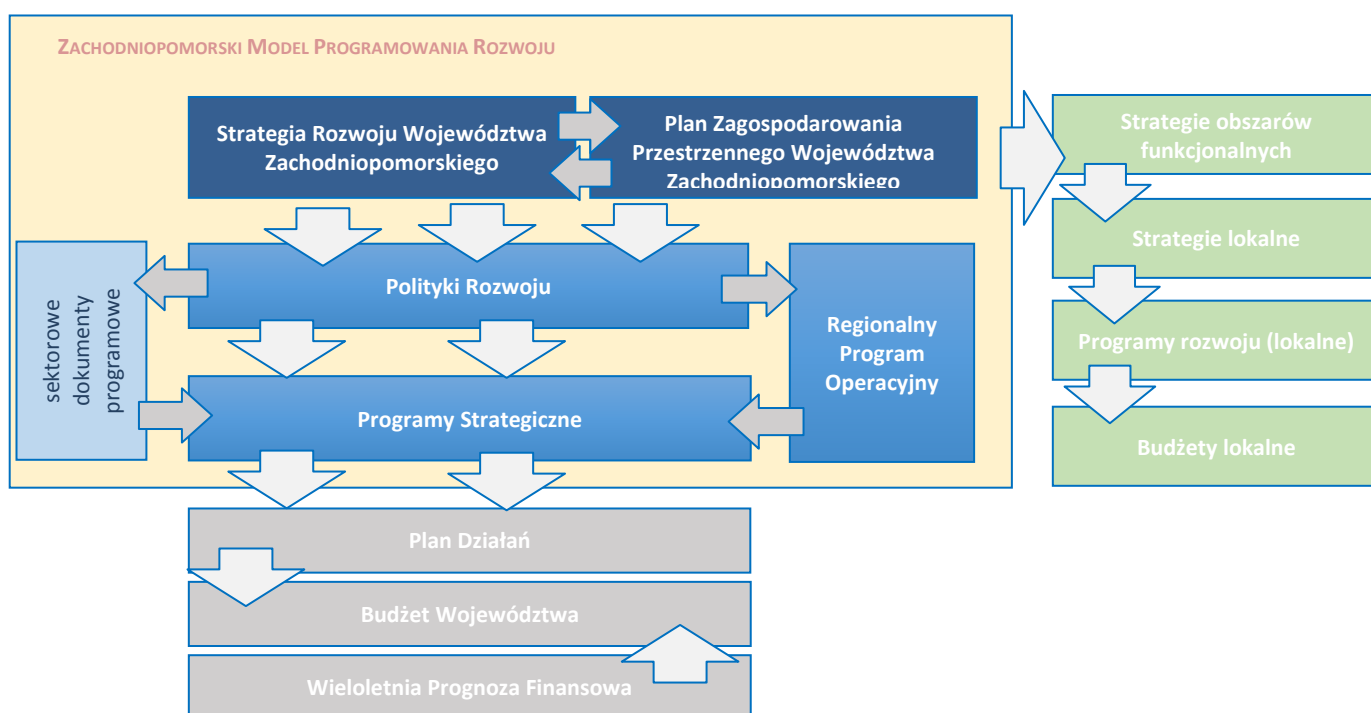 ZACHODNIOPOMORSKI MODEL PROGRAMOWANIA ROZWOJU
Strategia Rozwoju Województwa
Zachodniopomorskiego
Plan Zagospodarowania
Przestrzennego Województwa
Zachodniopomorskiego
Strategie obszarów
funkcjonalnych
Strategie lokalne
Programy rozwoju (lokalne)
Budżety lokalne
sektorowe
dokumenty
programowe
Polityki Rozwoju
Regionalny
Program
Operacyjny
Programy Strategiczne
Plan Działań
Budżet Województwa
Wieloletnia Prognoza Finansowa